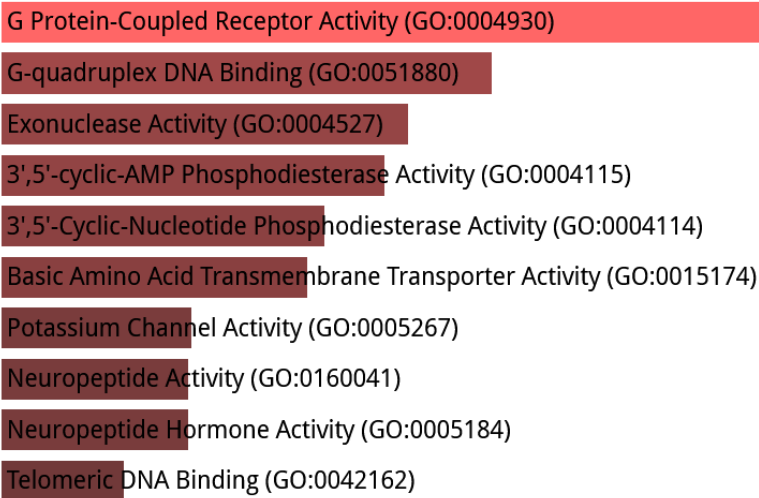 G Protein-Coupled Receptor Activity (GO:0004930)
G-quadruplex DNA Binding (GO:0051880)
Exonuclease Activity (GO:0004527)
3',5'-cyclic-AMP Phosphodiesterase Activity (GO:0004115)
3',5'-Cyclic-Nucleotide Phosphodiesterase Activity (GO:0004114)
Basic Amino Acid Transmembrane Transporter Activity (GO:0015174)
Potassium Channel Activity (GO:0005267)
Neuropeptide Activity (GO:0160041)
Neuropeptide Hormone Activity (GO:0005184)
Telomeric DNA Binding (GO:0042162)